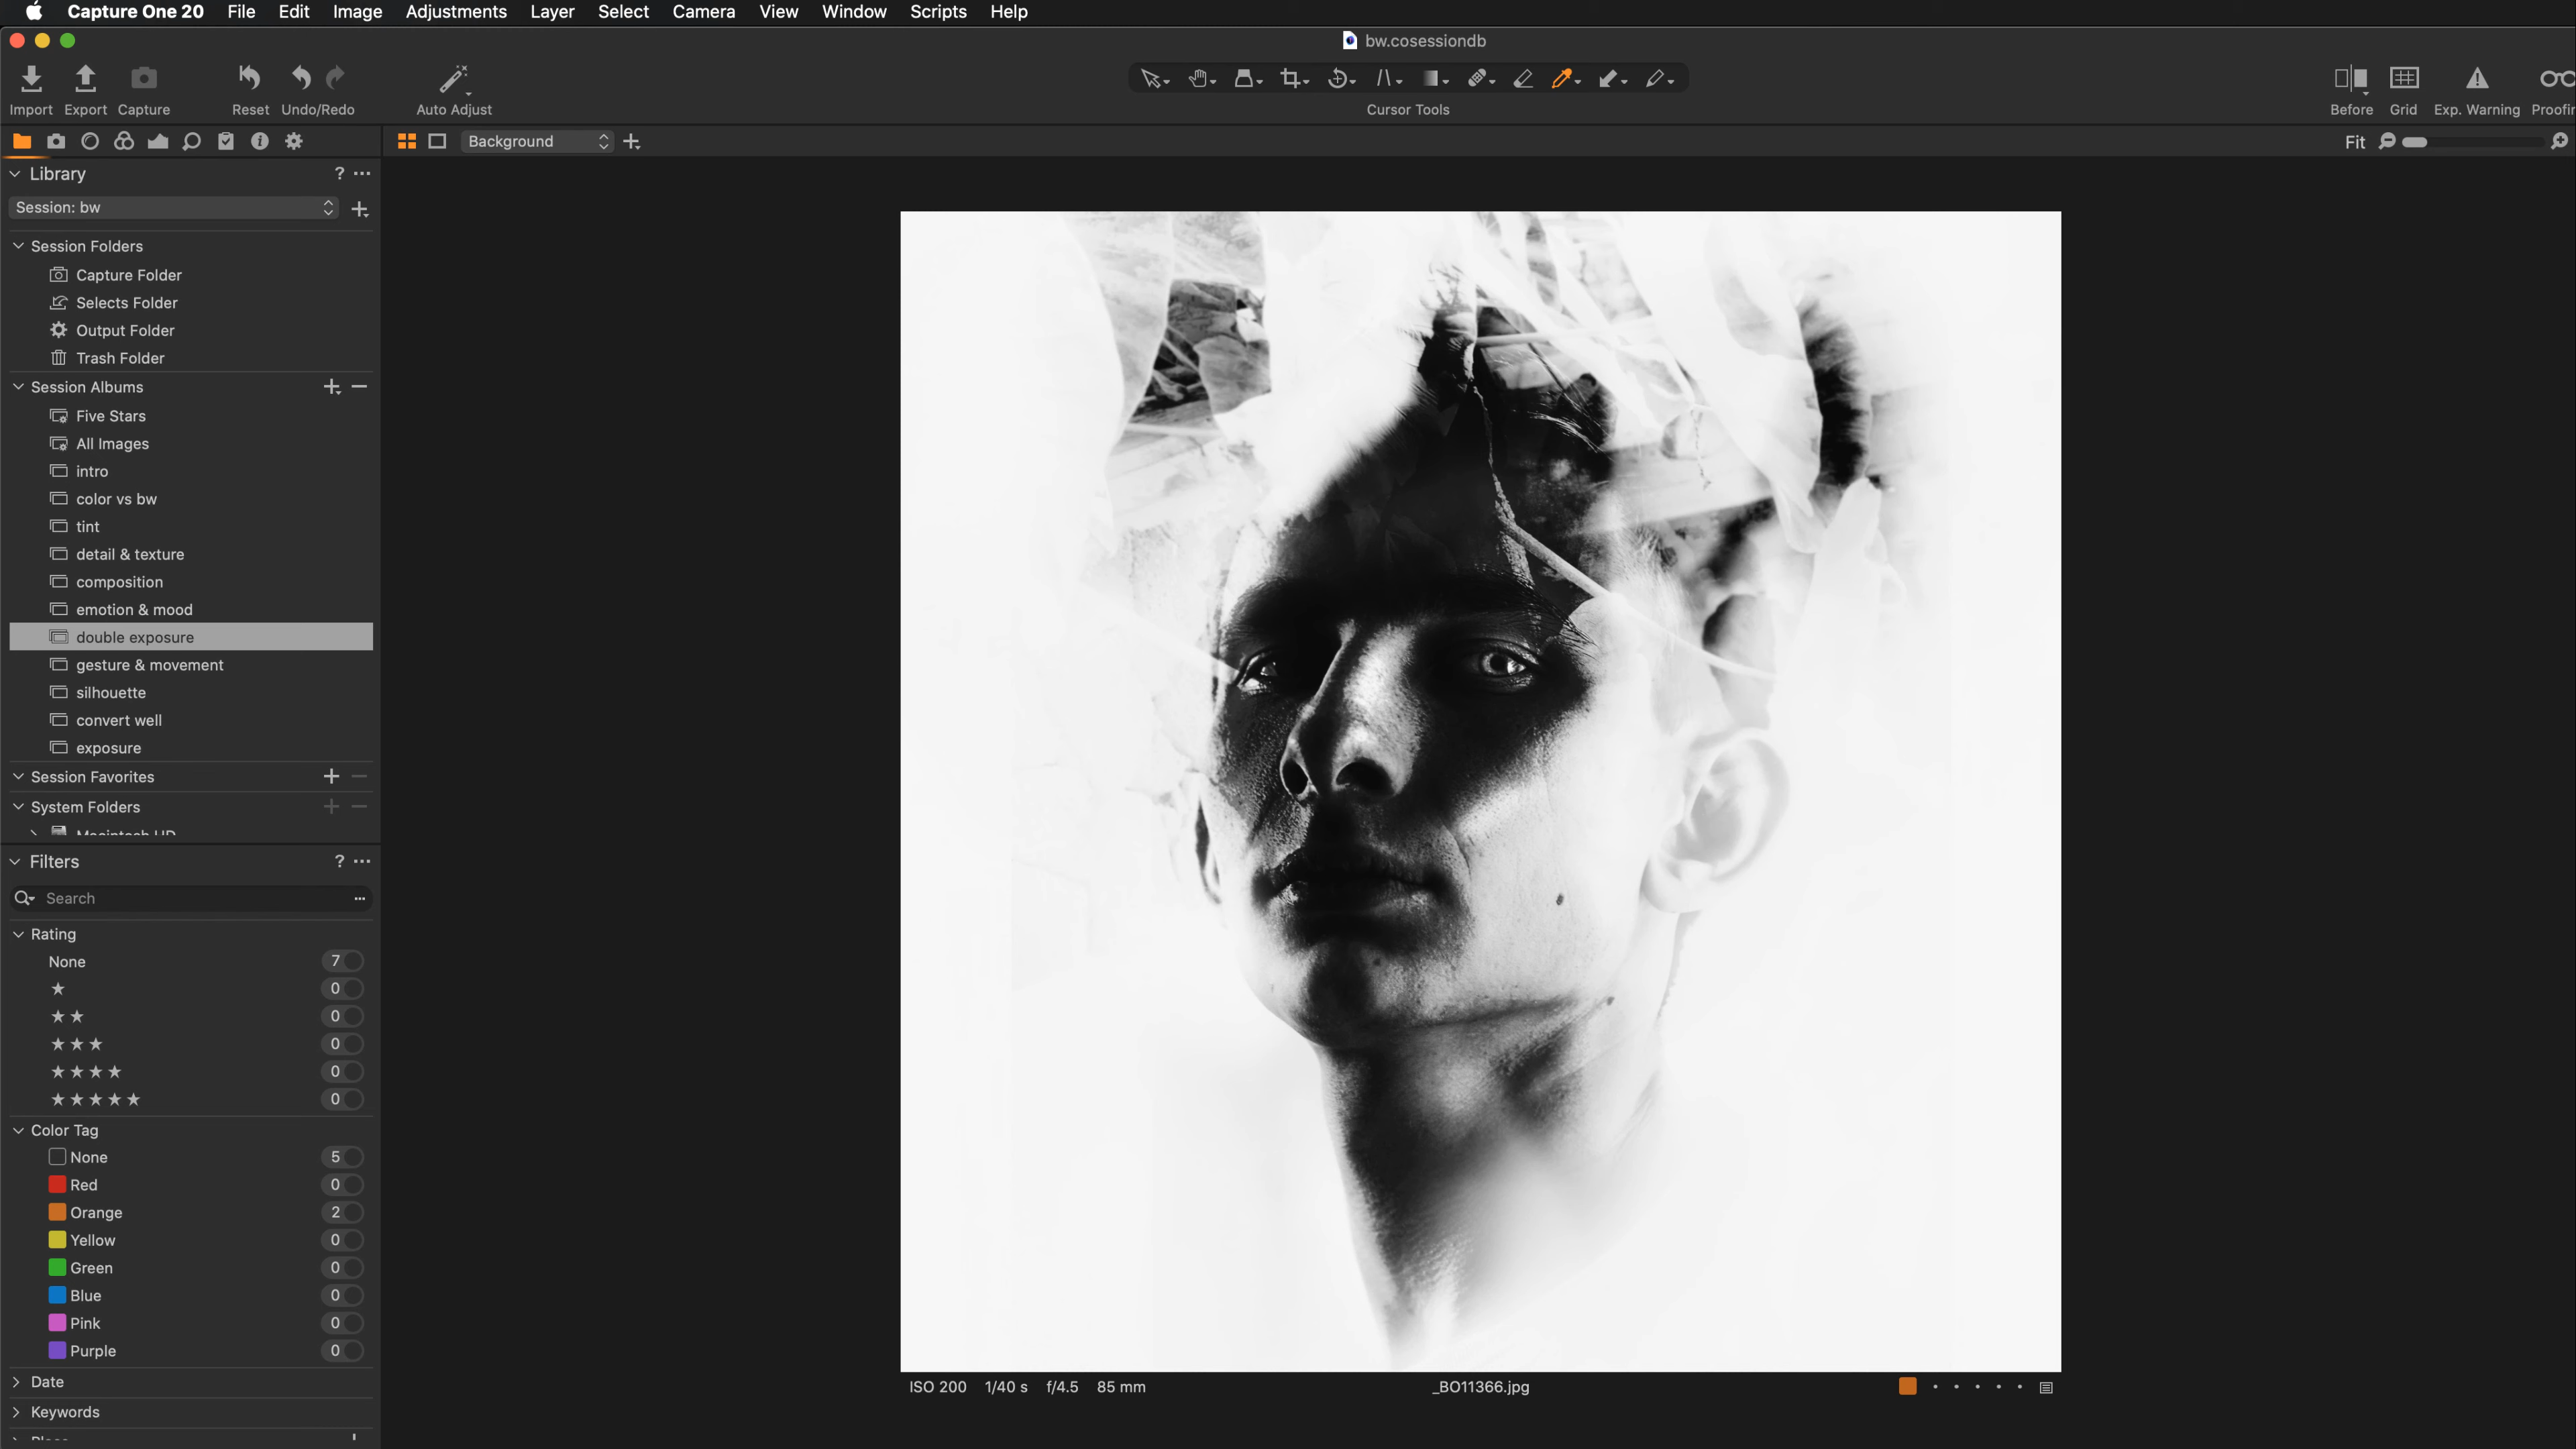 Capture One 20 File Edit Image Adjustments Layer Select Camera View Window Scripts Help
bw.cosessiondb
Import Export Capture Reset Undo/Redo Auto Adjust Cursor Tools Before Grid Exp. Warning
Background Fit
Library ?
Session: bw
Session Folders
Capture Folder
Selects Folder
Output Folder
Trash Folder
Session Albums
Five Stars
All Images
intro
color vs bw
tint
detail & texture
composition
emotion & mood
double exposure
gesture & movement
silhouette
convert well
exposure
Session Favorites
System Folders
Filters ?
Search
Rating
None 7
★ 0
★ ★ 0
★ ★ ★ 0
★ ★ ★ ★ 0
★ ★ ★ ★ ★ 0
Color Tag
None 5
Red 0
Orange 2
Yellow 0
Green 0
Blue 0
Pink 0
Purple 0
Date
Keywords
ISO 200 1/40 s f/4.5 85 mm _BO11366.jpg